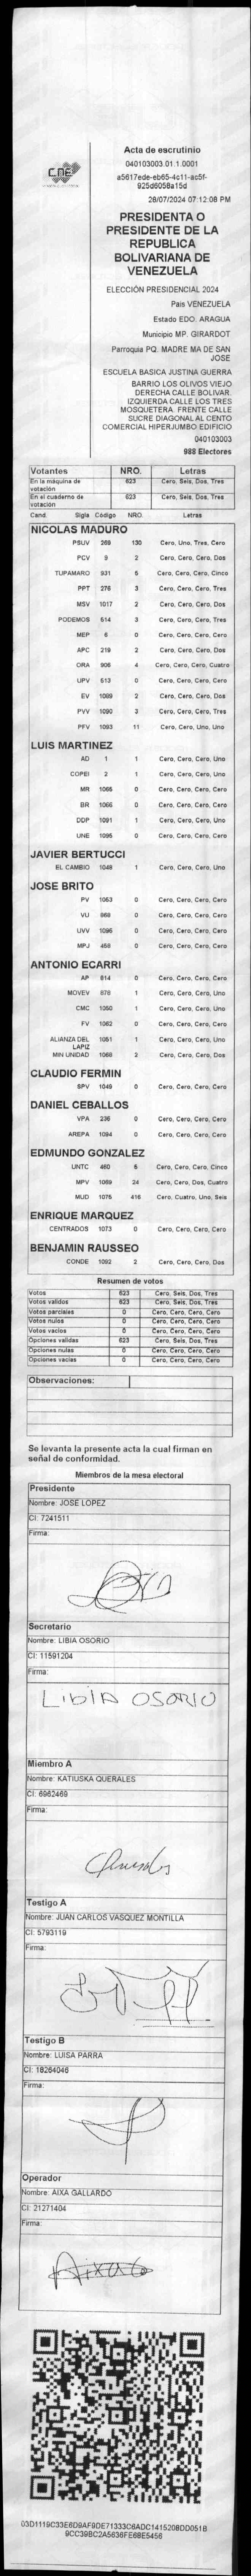 CNE
Acta de escrutinio
040103003.01.1.0001
a5617ede-eb65-4c11-ac5f-
925d6058a15d
28/07/2024 07:12:08 PM
PRESIDENTA O
PRESIDENTE DE LA
REPUBLICA
BOLIVARIANA DE
VENEZUELA
ELECCIÓN PRESIDENCIAL 2024
Pais VENEZUELA
Estado EDO. ARAGUA
Municipio MP. GIRARDOT
Parroquia PQ. MADRE MA DE SAN
JOSE
ESCUELA BASICA JUSTINA GUERRA
BARRIO LOS OLIVOS VIEJO
DERECHA CALLE BOLIVAR.
IZQUIERDA CALLE LOS TRES
MOSQUETERA. FRENTE CALLE
SUCRE DIAGONAL AL CENTO
COMERCIAL HIPERJUMBO EDIFICIO
040103003
988 Electores
Votantes NRO. Letras
En la máquina de votación 623 Cero, Seis, Dos, Tres
En el cuaderno de votación 623 Cero, Seis, Dos, Tres
Cand. Sigla Código NRO. Letras
NICOLAS MADURO
PSUV 269 130 Cero, Uno, Tres, Cero
PCV 9 2 Cero, Cero, Cero, Dos
TUPAMARO 931 5 Cero, Cero, Cero, Cinco
PPT 276 3 Cero, Cero, Cero, Tres
MSV 1017 2 Cero, Cero, Cero, Dos
PODEMOS 514 3 Cero, Cero, Cero, Tres
MEP 6 0 Cero, Cero, Cero, Cero
APC 219 2 Cero, Cero, Cero, Dos
ORA 906 4 Cero, Cero, Cero, Cuatro
UPV 513 0 Cero, Cero, Cero, Cero
EV 1089 2 Cero, Cero, Cero, Dos
PVV 1090 3 Cero, Cero, Cero, Tres
PFV 1093 11 Cero, Cero, Uno, Uno
LUIS MARTINEZ
AD 1 1 Cero, Cero, Cero, Uno
COPEI 2 1 Cero, Cero, Cero, Uno
MR 1065 0 Cero, Cero, Cero, Cero
BR 1066 0 Cero, Cero, Cero, Cero
DDP 1091 1 Cero, Cero, Cero, Uno
UNE 1095 0 Cero, Cero, Cero, Cero
JAVIER BERTUCCI
EL CAMBIO 1048 1 Cero, Cero, Cero, Uno
JOSE BRITO
PV 1053 0 Cero, Cero, Cero, Cero
VU 969 0 Cero, Cero, Cero, Cero
UVV 1096 0 Cero, Cero, Cero, Cero
MPJ 458 0 Cero, Cero, Cero, Cero
ANTONIO ECARRI
AP 814 0 Cero, Cero, Cero, Cero
MOVEV 878 1 Cero, Cero, Cero, Uno
CMC 1050 1 Cero, Cero, Cero, Uno
FV 1062 0 Cero, Cero, Cero, Cero
ALIANZA DEL LAPIZ 1051 1 Cero, Cero, Cero, Uno
MIN UNIDAD 1068 2 Cero, Cero, Cero, Dos
CLAUDIO FERMIN
SPV 1049 0 Cero, Cero, Cero, Cero
DANIEL CEBALLOS
VPA 236 0 Cero, Cero, Cero, Cero
AREPA 1094 0 Cero, Cero, Cero, Cero
EDMUNDO GONZALEZ
UNTC 460 5 Cero, Cero, Cero, Cinco
MPV 1069 24 Cero, Cero, Dos, Cuatro
MUD 1075 416 Cero, Cuatro, Uno, Seis
ENRIQUE MARQUEZ
CENTRADOS 1073 0 Cero, Cero, Cero, Cero
BENJAMIN RAUSSEO
CONDE 1092 2 Cero, Cero, Cero, Dos
Resumen de votos
Votos 623 Cero, Seis, Dos, Tres
Votos validos 623 Cero, Seis, Dos, Tres
Votos parciales 0 Cero, Cero, Cero, Cero
Votos nulos 0 Cero, Cero, Cero, Cero
Votos vacios 0 Cero, Cero, Cero, Cero
Opciones validas 623 Cero, Seis, Dos, Tres
Opciones nulas 0 Cero, Cero, Cero, Cero
Opciones vacias 0 Cero, Cero, Cero, Cero
Observaciones:
Se levanta la presente acta la cual firman en
señal de conformidad.
Miembros de la mesa electoral
Presidente
Nombre: JOSE LOPEZ
CI: 7241511
Firma:
Secretario
Nombre: LIBIA OSORIO
CI: 11591204
Firma:
LIBIA OSORIO
Miembro A
Nombre: KATIUSKA QUERALES
CI: 6962469
Firma:
Testigo A
Nombre: JUAN CARLOS VASQUEZ MONTILLA
CI: 5793119
Firma:
Testigo B
Nombre: LUISA PARRA
CI: 18264046
Firma:
Operador
Nombre: AIXA GALLARDO
CI: 21271404
Firma:
03D1119C33E6D9AF9DE71333C6ADC1415208DD051B
9CC39BC2A5636FE68E5456